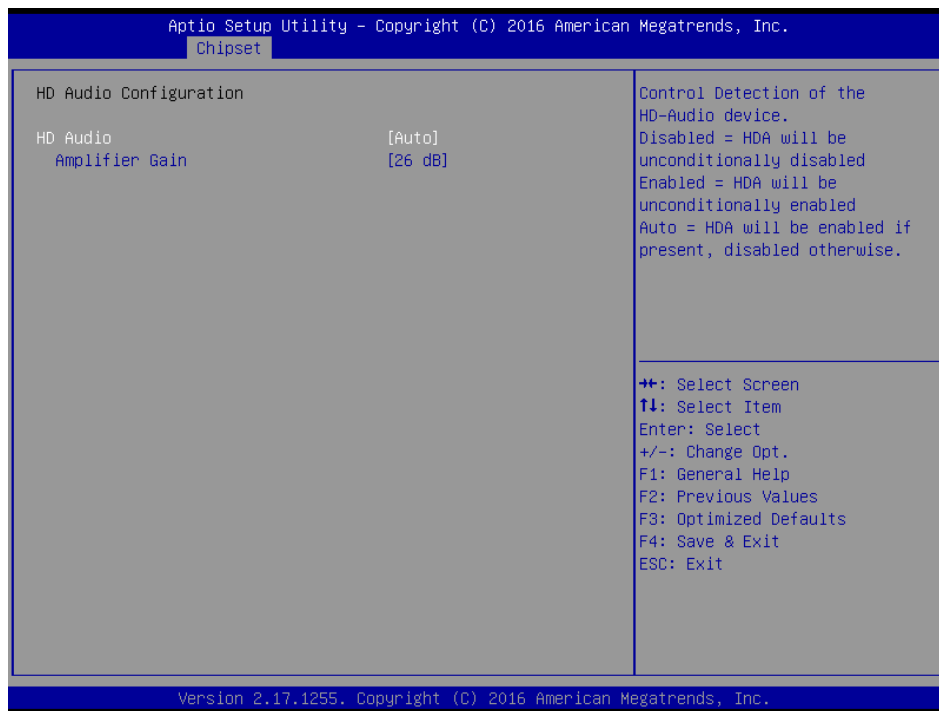 Aptio Setup Utility – Copyright (C) 2016 American Megatrends, Inc.
Chipset
HD Audio Configuration
HD Audio [Auto]
Amplifier Gain [26 dB]
Control Detection of the
HD-Audio device.
Disabled = HDA will be
unconditionally disabled
Enabled = HDA will be
unconditionally enabled
Auto = HDA will be enabled if
present, disabled otherwise.
→←: Select Screen
↑↓: Select Item
Enter: Select
+/-: Change Opt.
F1: General Help
F2: Previous Values
F3: Optimized Defaults
F4: Save & Exit
ESC: Exit
Version 2.17.1255. Copyright (C) 2016 American Megatrends, Inc.